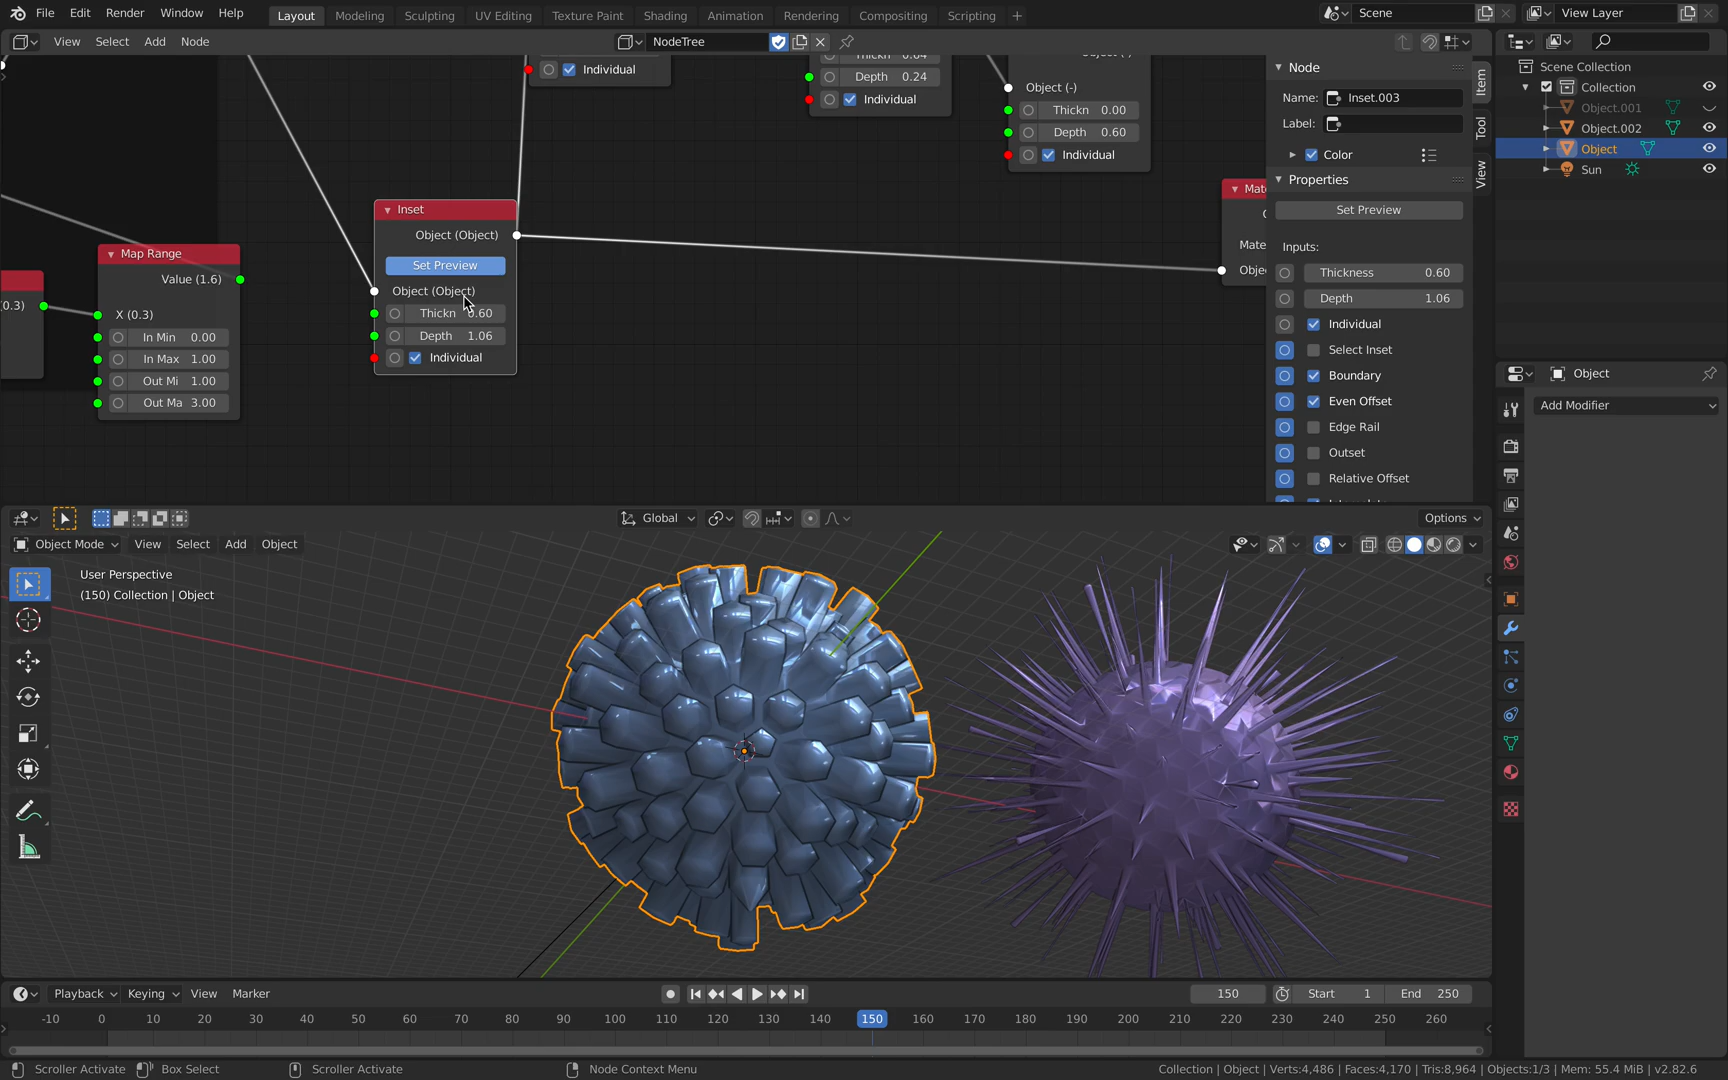 File Edit Render Window Help Layout Modeling Sculpting UV Editing Texture Paint Shading Animation Rendering Compositing Scripting + Scene View Layer
View Select Add Node NodeTree
Individual
Depth 0.24
Individual
Object (-)
Thickn 0.00
Depth 0.60
Individual
Inset
Object (Object)
Set Preview
Object (Object)
Thickn 0.60
Depth 1.06
Individual
Map Range
Value (1.6)
X (0.3)
In Min 0.00
In Max 1.00
Out Mi 1.00
Out Ma 3.00
0.3)
Mate
Mate
Obje
Node
Name: Inset.003
Label:
Color
Properties
Set Preview
Inputs:
Thickness 0.60
Depth 1.06
Individual
Select Inset
Boundary
Even Offset
Edge Rail
Outset
Relative Offset
Item
Tool
View
Scene Collection
Collection
Object.001
Object.002
Object
Sun
Object
Add Modifier
Global Options
Object Mode View Select Add Object
User Perspective
(150) Collection | Object
Playback Keying View Marker 150 Start 1 End 250
-10 0 10 20 30 40 50 60 70 80 90 100 110 120 130 140 150 160 170 180 190 200 210 220 230 240 250 260
Scroller Activate Box Select Scroller Activate Node Context Menu Collection | Object | Verts:4,486 | Faces:4,170 | Tris:8,964 | Objects:1/3 | Mem: 55.4 MiB | v2.82.6